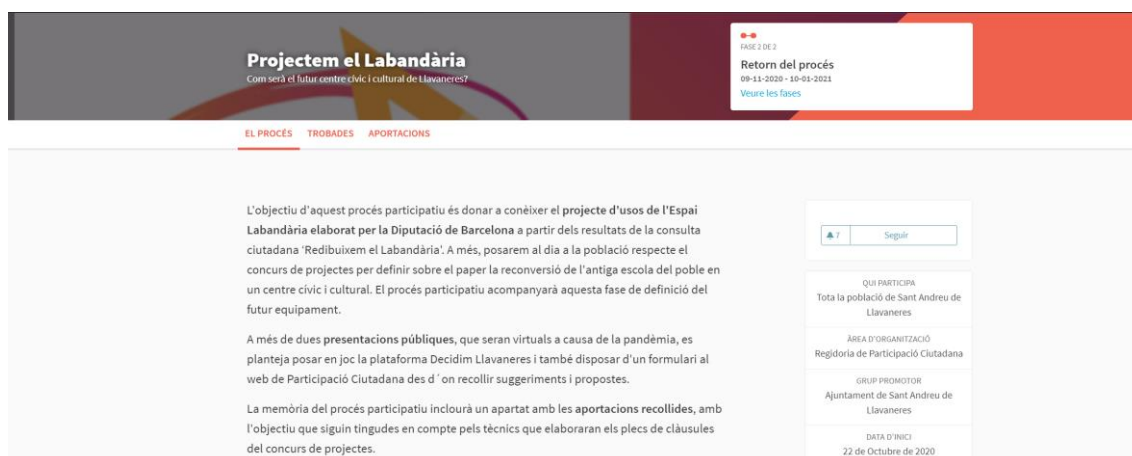 Projectem el Labandària
Com serà el futur centre cívic i cultural de Llavaneres?
FASE 2 DE 2
Retorn del procés
09-11-2020 - 10-01-2021
Veure les fases
EL PROCÉS TROBADES APORTACIONS
L'objectiu d'aquest procés participatiu és donar a conèixer el projecte d'usos de l'Espai
Labandària elaborat per la Diputació de Barcelona a partir dels resultats de la consulta
ciutadana 'Redibuixem el Labandària'. A més, posarem al dia a la població respecte el
concurs de projectes per definir sobre el paper la reconversió de l'antiga escola del poble en
un centre cívic i cultural. El procés participatiu acompanyarà aquesta fase de definició del
futur equipament.
A més de dues presentacions públiques, que seran virtuals a causa de la pandèmia, es
planteja posar en joc la plataforma Decidim Llavaneres i també disposar d'un formulari al
web de Participació Ciutadana des d´on recollir suggeriments i propostes.
La memòria del procés participatiu inclourà un apartat amb les aportacions recollides, amb
l'objectiu que siguin tingudes en compte pels tècnics que elaboraran els plecs de clàusules
del concurs de projectes.
7 Seguir
QUI PARTICIPA
Tota la població de Sant Andreu de
Llavaneres
ÀREA D'ORGANITZACIÓ
Regidoria de Participació Ciutadana
GRUP PROMOTOR
Ajuntament de Sant Andreu de
Llavaneres
DATA D'INICI
22 de Octubre de 2020